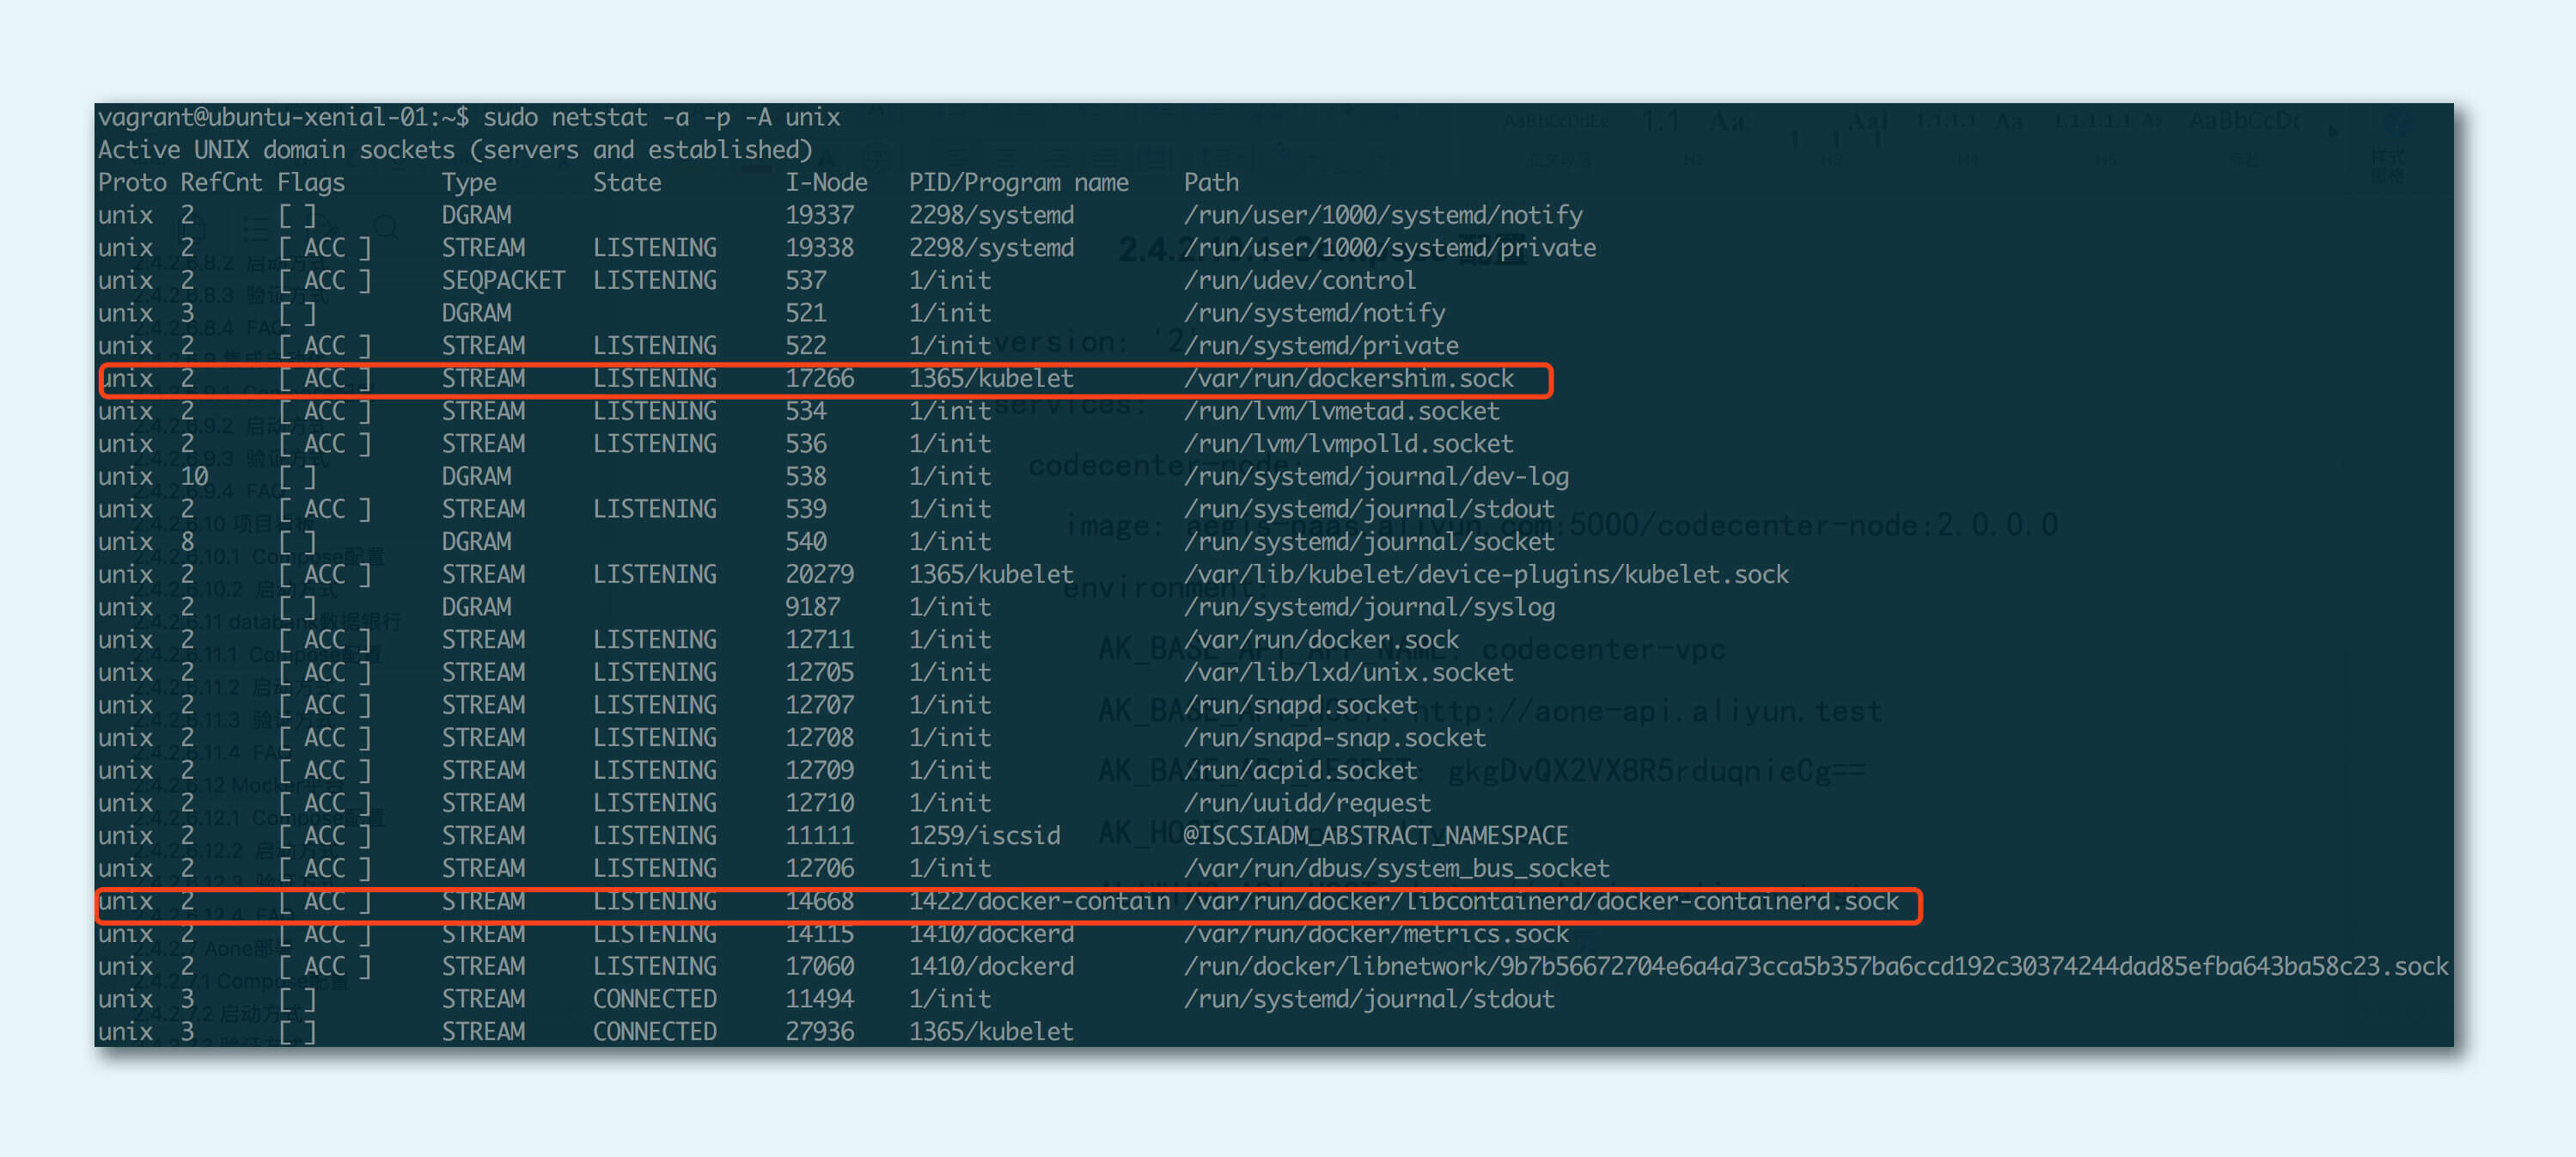 vagrant@ubuntu-xenial-01:~$ sudo netstat -a -p -A unix
Active UNIX domain sockets (servers and established)
Proto RefCnt Flags Type State I-Node PID/Program name Path
unix 2 [ ] DGRAM 19337 2298/systemd /run/user/1000/systemd/notify
unix 2 [ ACC ] STREAM LISTENING 19338 2298/systemd /run/user/1000/systemd/private
unix 2 [ ACC ] SEQPACKET LISTENING 537 1/init /run/udev/control
unix 3 [ ] DGRAM 521 1/init /run/systemd/notify
unix 2 [ ACC ] STREAM LISTENING 522 1/init /run/systemd/private
unix 2 [ ACC ] STREAM LISTENING 17266 1365/kubelet /var/run/dockershim.sock
unix 2 [ ACC ] STREAM LISTENING 534 1/init /run/lvm/lvmetad.socket
unix 2 [ ACC ] STREAM LISTENING 536 1/init /run/lvm/lvmpolld.socket
unix 10 [ ] DGRAM 538 1/init /run/systemd/journal/dev-log
unix 2 [ ACC ] STREAM LISTENING 539 1/init /run/systemd/journal/stdout
unix 8 [ ] DGRAM 540 1/init /run/systemd/journal/socket
unix 2 [ ACC ] STREAM LISTENING 20279 1365/kubelet /var/lib/kubelet/device-plugins/kubelet.sock
unix 2 [ ] DGRAM 9187 1/init /run/systemd/journal/syslog
unix 2 [ ACC ] STREAM LISTENING 12711 1/init /var/run/docker.sock
unix 2 [ ACC ] STREAM LISTENING 12705 1/init /var/lib/lxd/unix.socket
unix 2 [ ACC ] STREAM LISTENING 12707 1/init /run/snapd.socket
unix 2 [ ACC ] STREAM LISTENING 12708 1/init /run/snapd-snap.socket
unix 2 [ ACC ] STREAM LISTENING 12709 1/init /run/acpid.socket
unix 2 [ ACC ] STREAM LISTENING 12710 1/init /run/uuidd/request
unix 2 [ ACC ] STREAM LISTENING 11111 1259/iscsid @ISCSIADM_ABSTRACT_NAMESPACE
unix 2 [ ACC ] STREAM LISTENING 12706 1/init /var/run/dbus/system_bus_socket
unix 2 [ ACC ] STREAM LISTENING 14668 1422/docker-contain /var/run/docker/libcontainerd/docker-containerd.sock
unix 2 [ ACC ] STREAM LISTENING 14115 1410/dockerd /var/run/docker/metrics.sock
unix 2 [ ACC ] STREAM LISTENING 17060 1410/dockerd /run/docker/libnetwork/9b7b56672704e6a4a73cca5b357ba6ccd192c30374244dad85efba643ba58c23.sock
unix 3 [ ] STREAM CONNECTED 11494 1/init /run/systemd/journal/stdout
unix 3 [ ] STREAM CONNECTED 27936 1365/kubelet